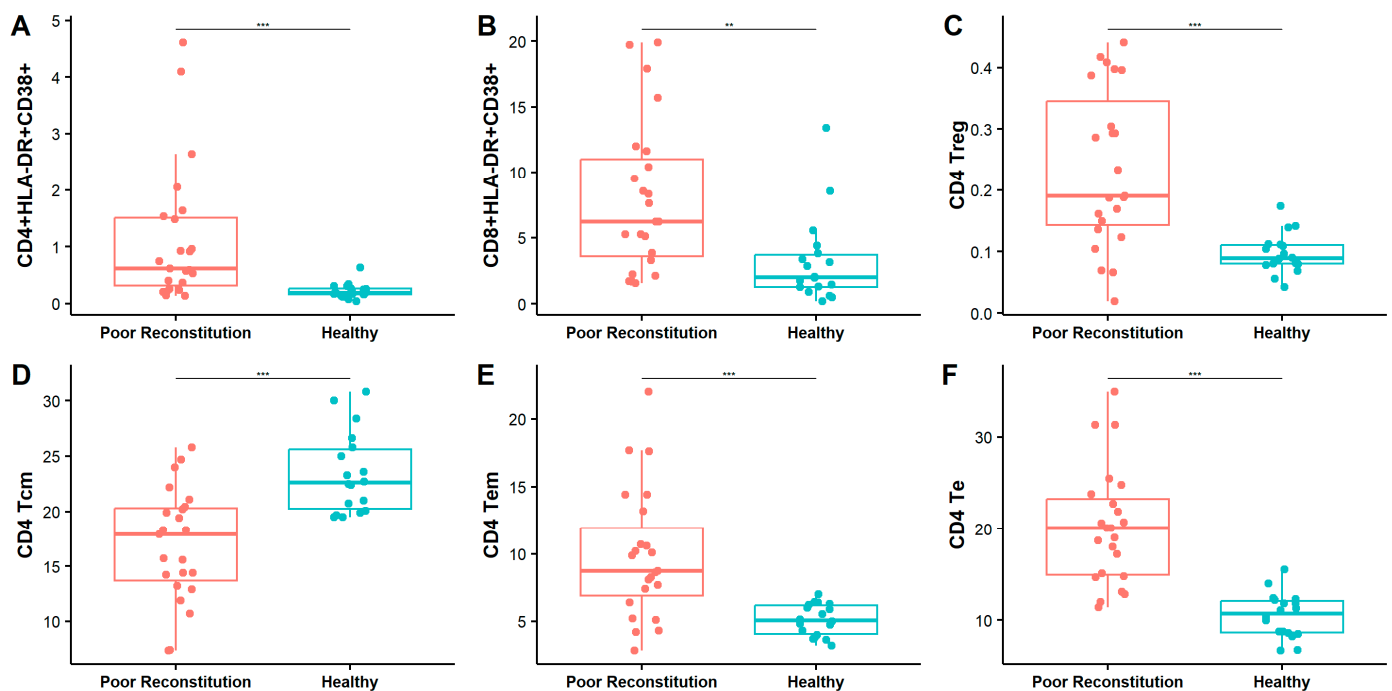 A
CD4+HLA-DR+CD38+
5
4
3
2
1
0
***
Poor Reconstitution
Healthy
B
CD8+HLA-DR+CD38+
20
15
10
5
0
**
Poor Reconstitution
Healthy
C
CD4 Treg
0.4
0.3
0.2
0.1
0.0
***
Poor Reconstitution
Healthy
D
CD4 Tcm
30
25
20
15
10
***
Poor Reconstitution
Healthy
E
CD4 Tem
20
15
10
5
***
Poor Reconstitution
Healthy
F
CD4 Te
30
20
10
***
Poor Reconstitution
Healthy